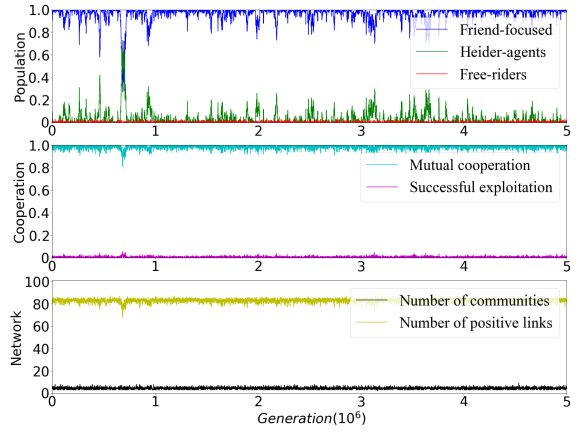 1.0
0.8
0.6
0.4
0.2
0
Population
Friend-focused
Heider-agents
Free-riders
0 1 2 3 4 5
1.0
0.8
0.6
0.4
0.2
0
Cooperation
Mutual cooperation
Successful exploitation
0 1 2 3 4 5
100
80
60
40
20
0
Network
Number of communities
Number of positive links
0 1 2 3 4 5
Generation(10⁶)